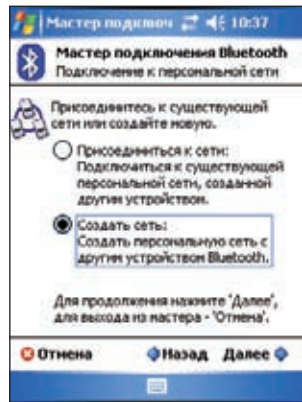 Мастер подключ 10:37
Мастер подключения Bluetooth
Подключение к персональной сети
Присоединитесь к существующей
сети или создайте новую.
Присоединиться к сети:
Подключиться к существующей
персональной сети, созданной
другим устройством.
Создать сеть:
Создать персональную сеть с
другим устройством Bluetooth.
Для продолжения нажмите 'Далее',
для выхода из мастера - 'Отмена'.
Отмена Назад Далее